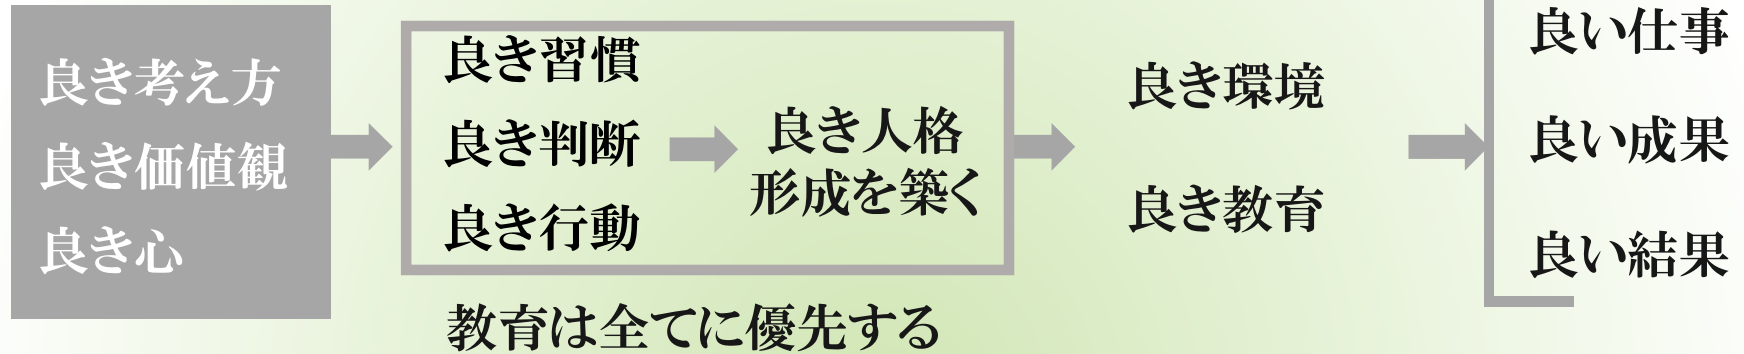 良き考え方
良き価値観
良き心
良き習慣
良き判断
良き行動
良き人格
形成を築く
教育は全てに優先する
良き環境
良き教育
良い仕事
良い成果
良い結果